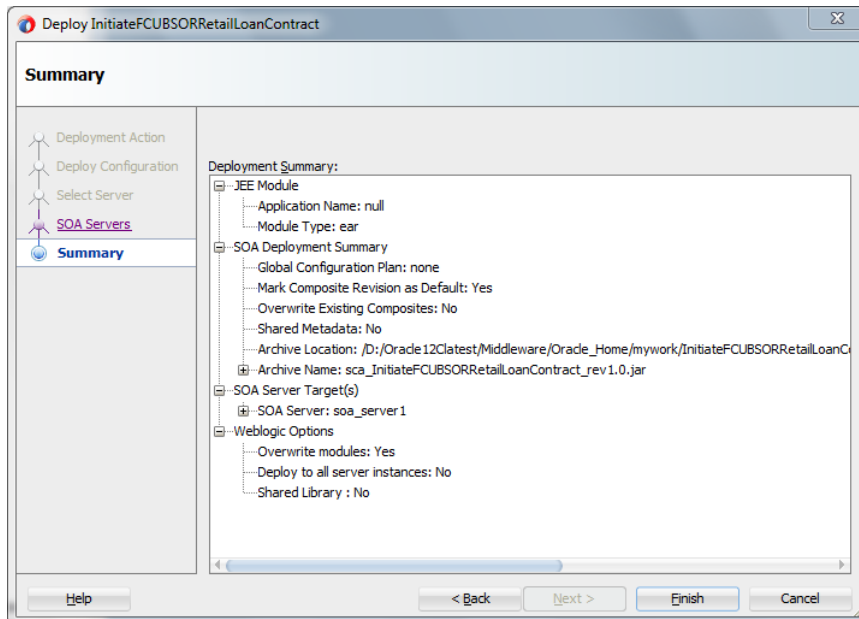 Deploy InitiateFCUBSORRetailLoanContract
Summary
Deployment Action
Deploy Configuration
Select Server
SOA Servers
Summary
Deployment Summary:
JEE Module
Application Name: null
Module Type: ear
SOA Deployment Summary
Global Configuration Plan: none
Mark Composite Revision as Default: Yes
Overwrite Existing Composites: No
Shared Metadata: No
Archive Location: /D:/Oracle12Clatest/Middleware/Oracle_Home/mywork/InitiateFCUBSORRetailLoanC
Archive Name: sca_InitiateFCUBSORRetailLoanContract_rev1.0.jar
SOA Server Target(s)
SOA Server: soa_server1
Weblogic Options
Overwrite modules: Yes
Deploy to all server instances: No
Shared Library : No
Help
< Back
Next >
Finish
Cancel